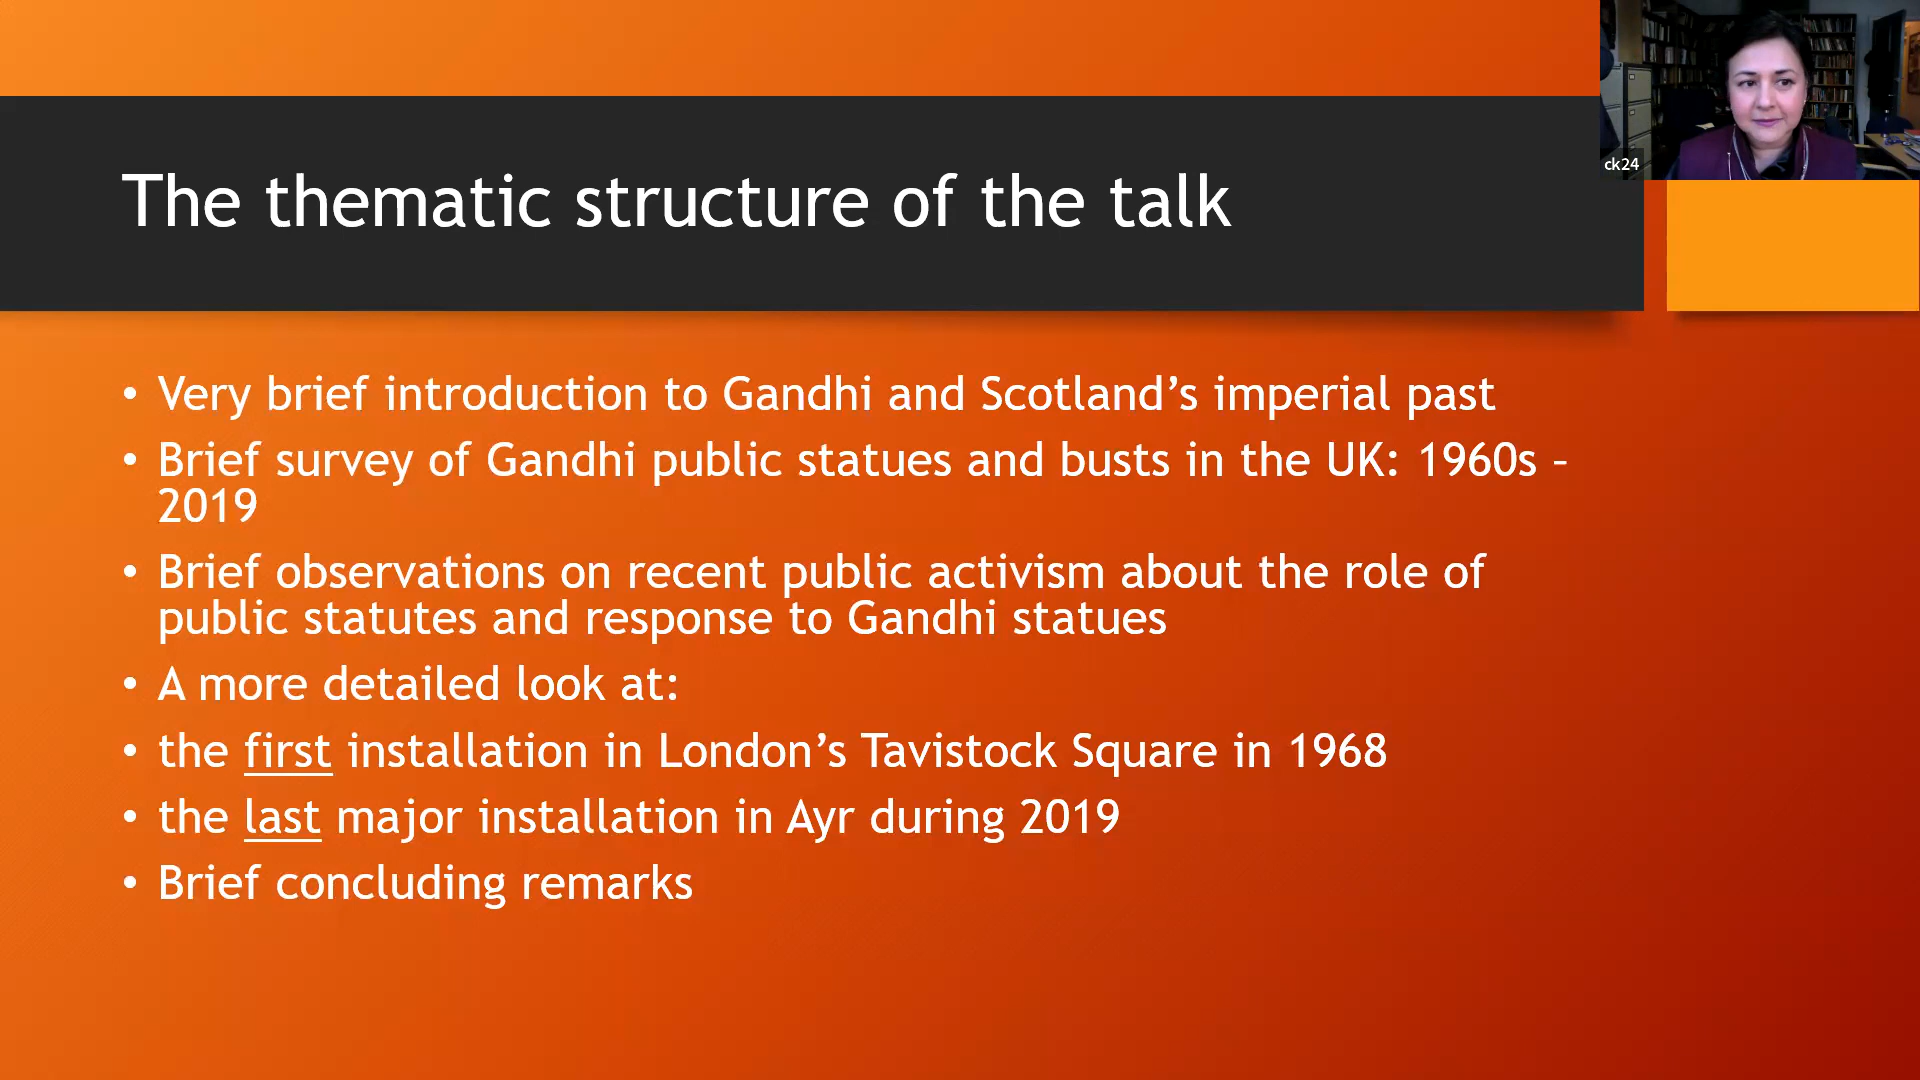 ck24
The thematic structure of the talk
• Very brief introduction to Gandhi and Scotland’s imperial past
• Brief survey of Gandhi public statues and busts in the UK: 1960s –
2019
• Brief observations on recent public activism about the role of
public statutes and response to Gandhi statues
• A more detailed look at:
• the first installation in London’s Tavistock Square in 1968
• the last major installation in Ayr during 2019
• Brief concluding remarks